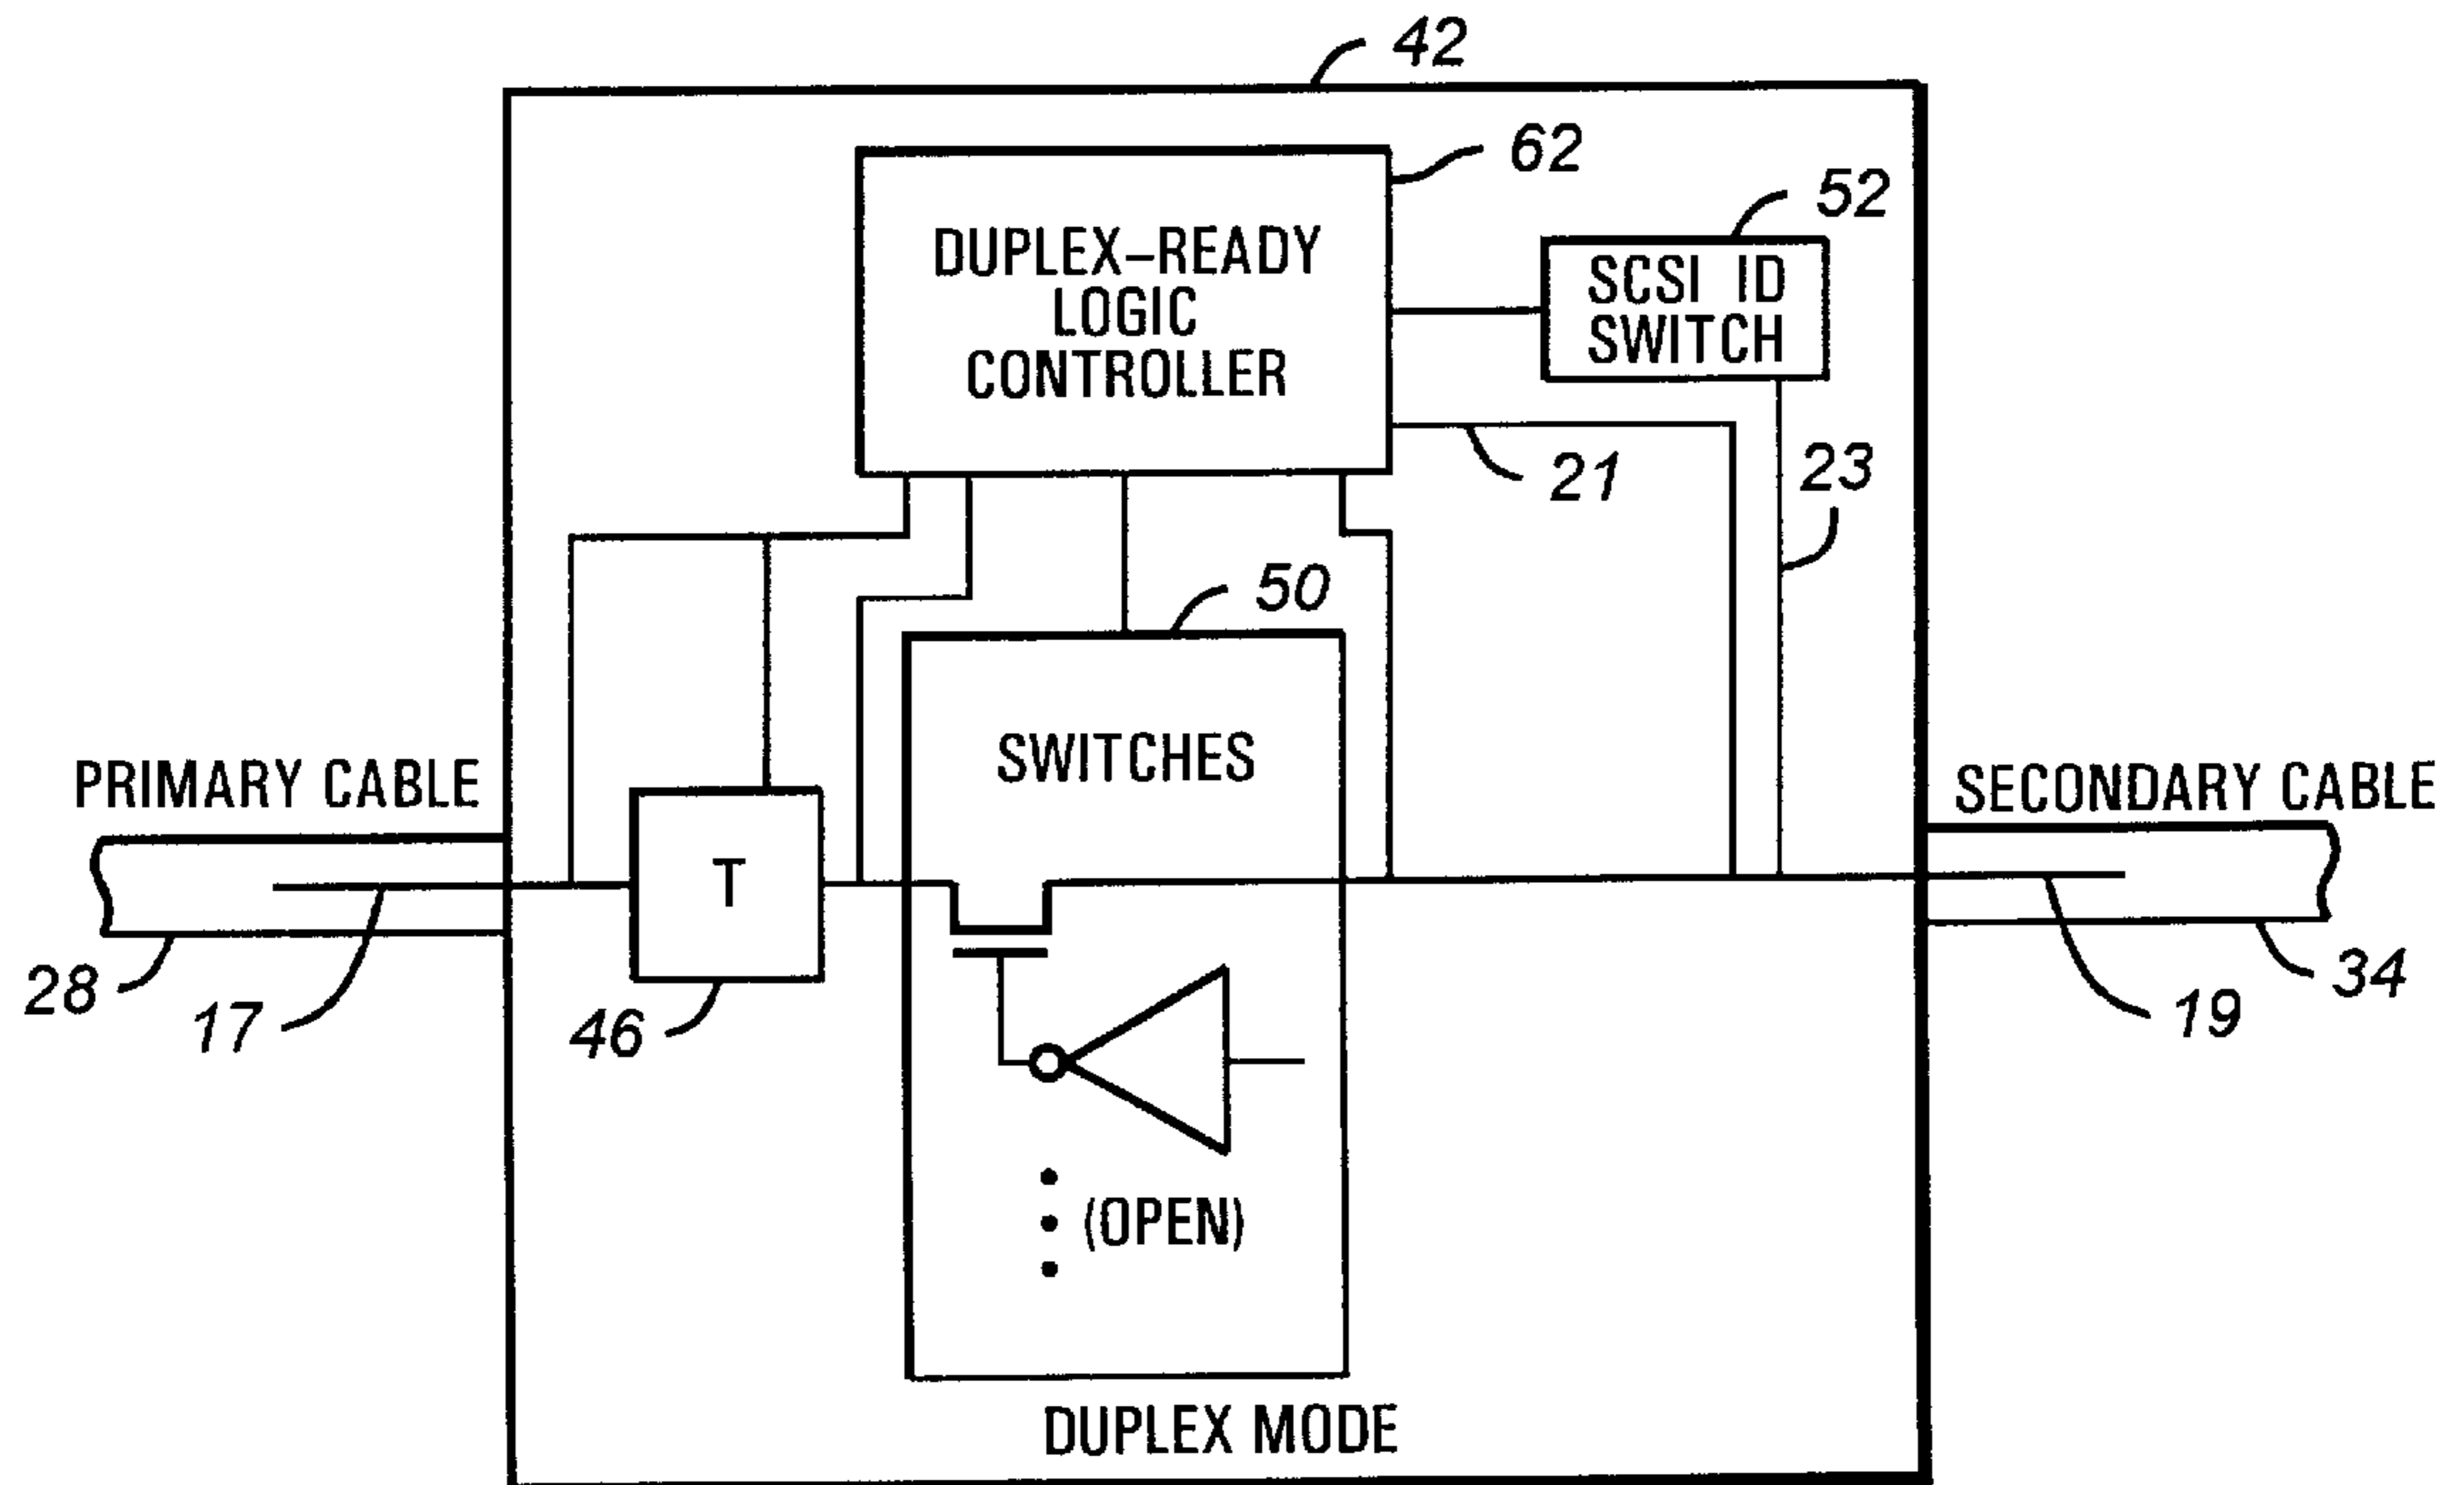 42
62
52
DUPLEX-READY
LOGIC
CONTROLLER
SCSI ID
SWITCH
21
23
50
SWITCHES
PRIMARY CABLE
SECONDARY CABLE
T
28
17
46
19
34
(OPEN)
DUPLEX MODE